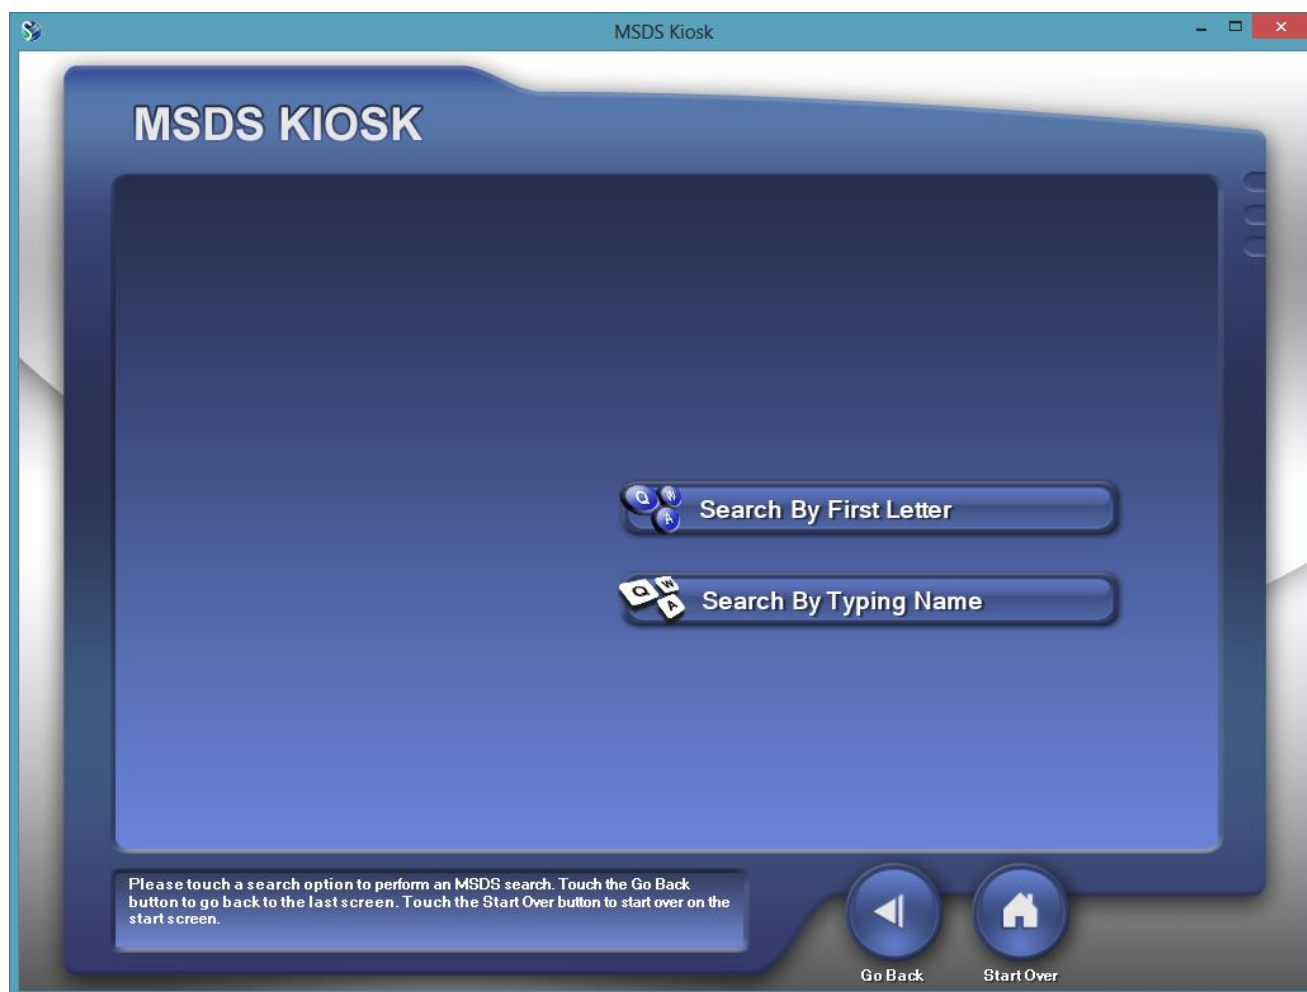 MSDS Kiosk
MSDS KIOSK
Q W A
Search By First Letter
Q W A
Search By Typing Name
Please touch a search option to perform an MSDS search. Touch the Go Back
button to go back to the last screen. Touch the Start Over button to start over on the
start screen.
Go Back
Start Over